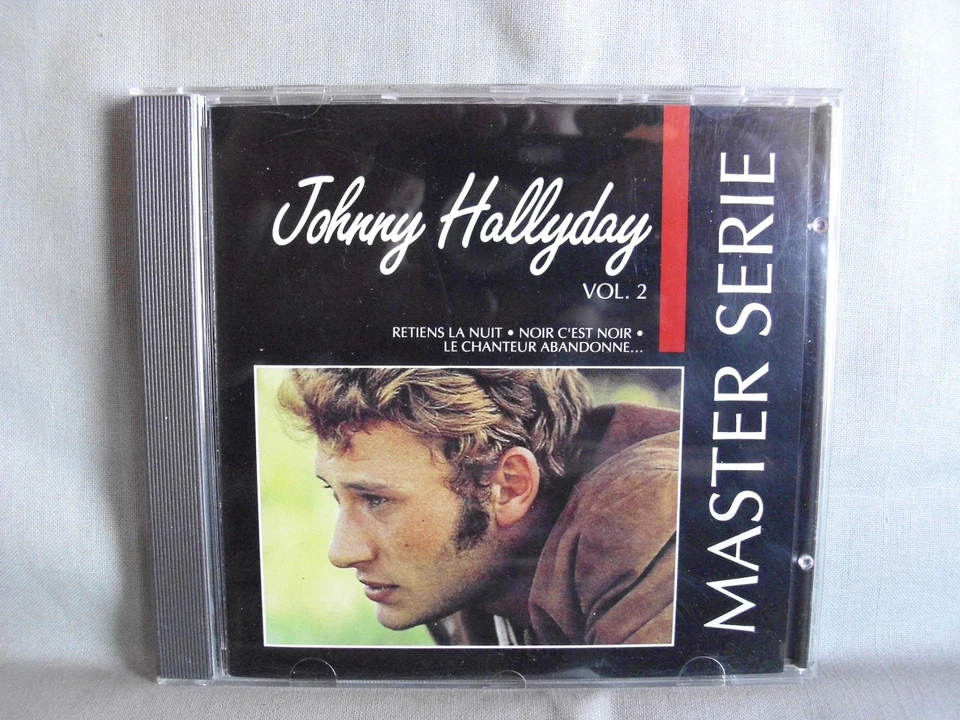 Johnny Hallyday
VOL. 2
RETIENS LA NUIT • NOIR C'EST NOIR •
LE CHANTEUR ABANDONNE...
MASTER SERIE